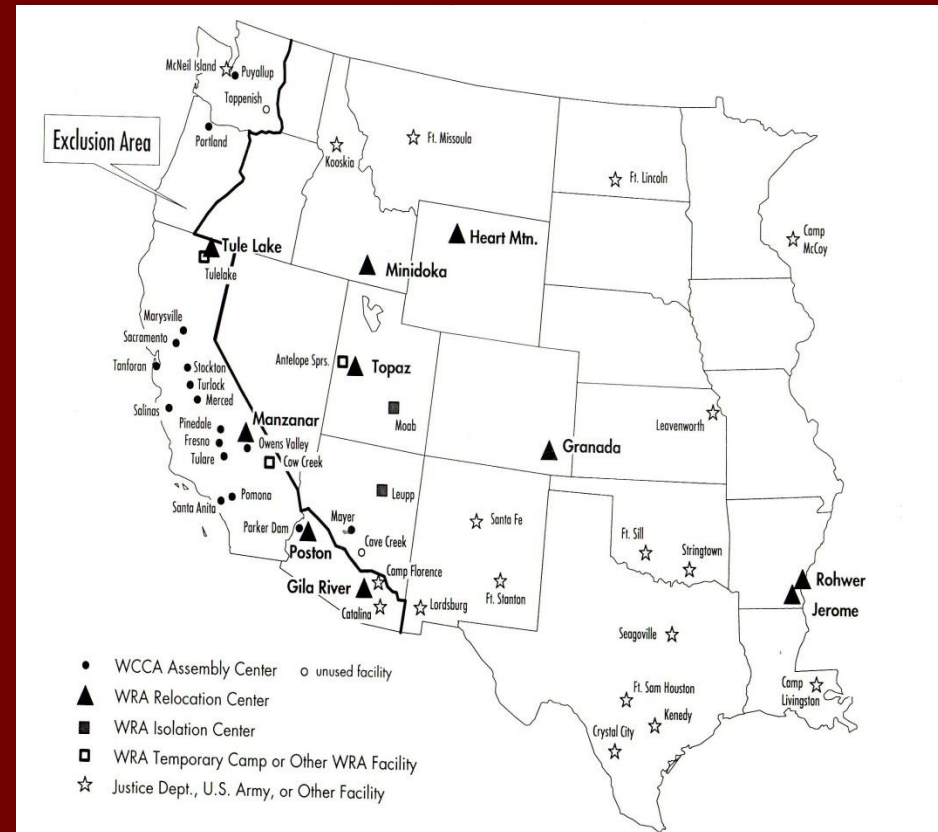 McNeil Island
Puyallup
Toppenish
Exclusion Area
Portland
Kooskia
Ft. Missoula
Ft. Lincoln
Camp
McCoy
Tule Lake
Tulelake
Heart Mtn.
Minidoka
Marysville
Sacramento
Tanforan
Stockton
Turlock
Merced
Salinas
Antelope Sprs.
Topaz
Moab
Leavenworth
Manzanar
Pinedale
Owens Valley
Fresno
Tulare
Cow Creek
Granada
Pomona
Santa Anita
Leupp
Santa Fe
Parker Dam
Mayer
Poston
Cave Creek
Ft. Sill
Stringtown
Camp Florence
Gila River
Catalina
Lordsburg
Ft. Stanton
Rohwer
Jerome
Seagoville
Ft. Sam Houston
Kenedy
Crystal City
Camp
Livingston
WCCA Assembly Center
unused facility
WRA Relocation Center
WRA Isolation Center
WRA Temporary Camp or Other WRA Facility
Justice Dept., U.S. Army, or Other Facility